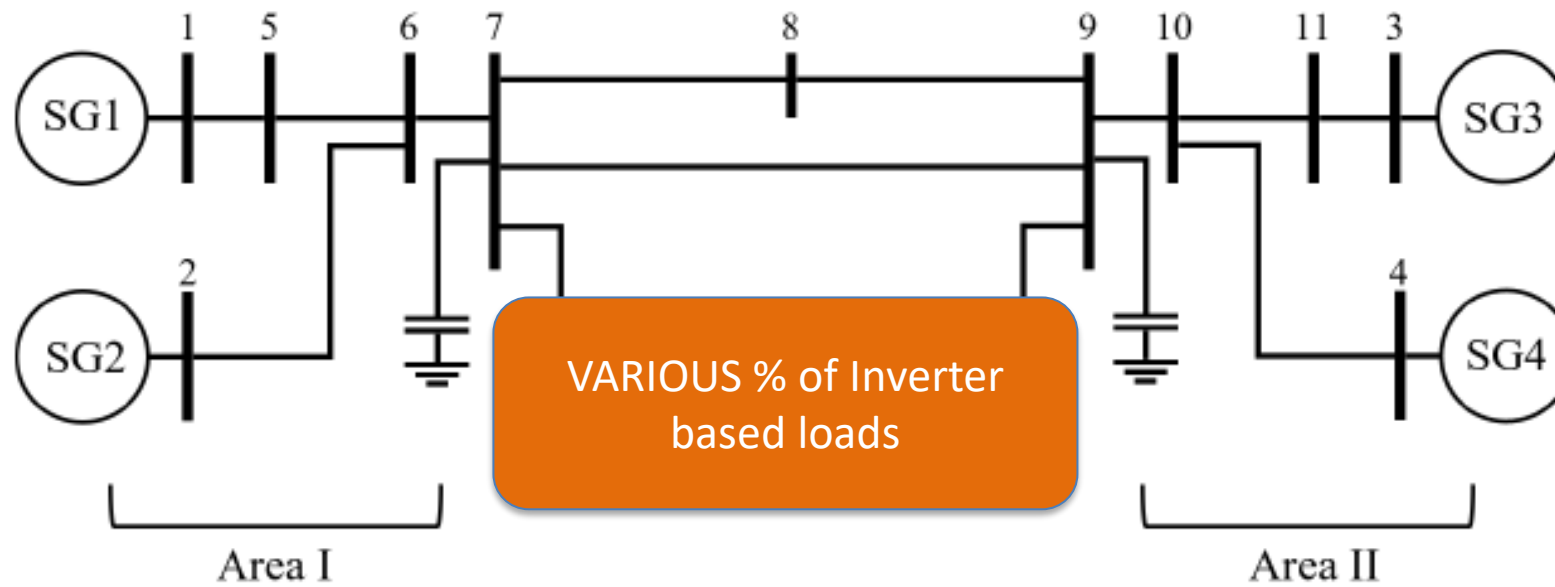 1 5 6 7 8 9 10 11 3
SG1 SG3
2 4
SG2 SG4
VARIOUS % of Inverter
based loads
Area I Area II